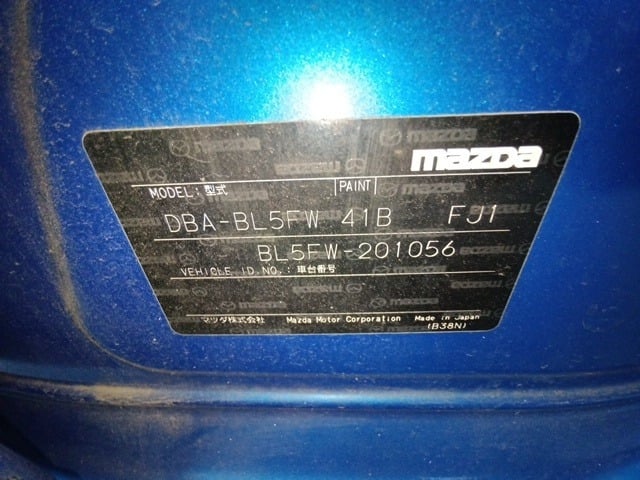 mazda
MODEL:型式 PAINT
DBA-BL5FW 41B FJ1
BL5FW-201056
VEHICLE ID.NO.:車台番号
マツダ株式会社 Mazda Motor Corporation Made in Japan
(B38N)